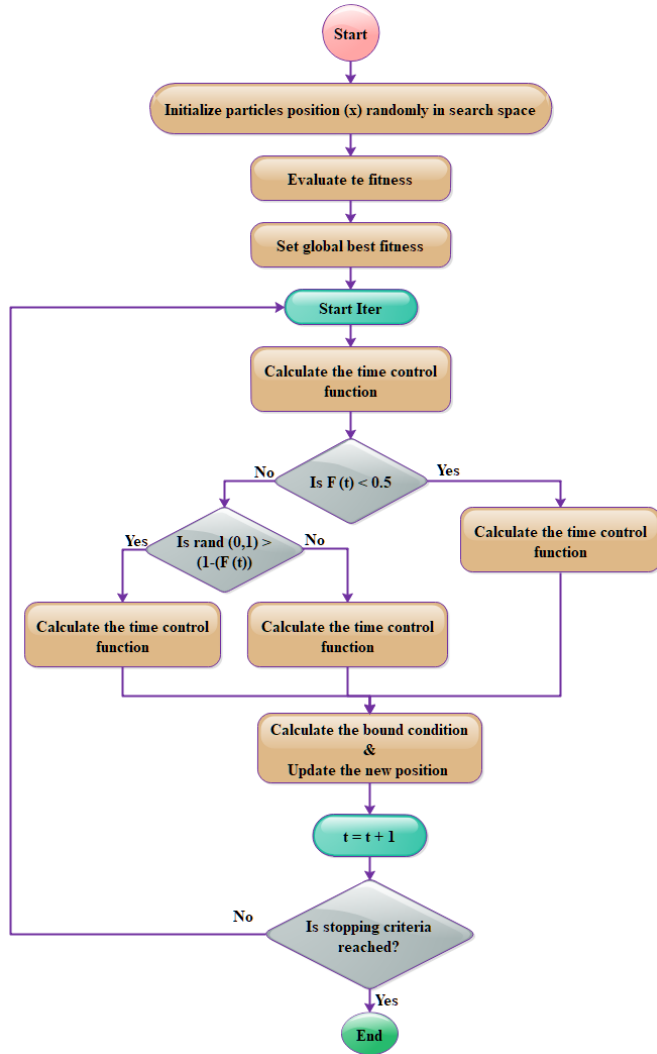 Start
Initialize particles position (x) randomly in search space
Evaluate te fitness
Set global best fitness
Start Iter
Calculate the time control
function
Is F (t) < 0.5
No
Yes
Is rand (0,1) >
(1-(F (t))
Yes
No
Calculate the time control
function
Calculate the time control
function
Calculate the time control
function
Calculate the bound condition
&
Update the new position
t = t + 1
Is stopping criteria
reached?
No
Yes
End